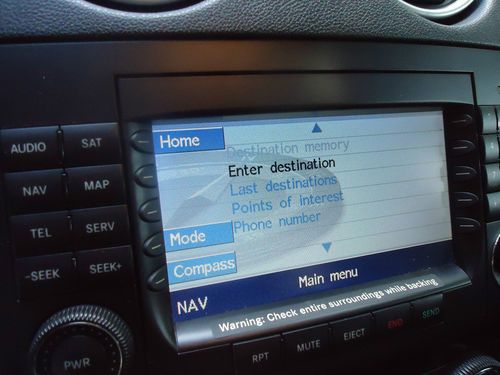 AUDIO SAT
NAV MAP
TEL SERV
-SEEK SEEK+
PWR
Home
Destination memory
Enter destination
Last destinations
Points of interest
Phone number
Mode
Compass
Main menu
NAV
Warning: Check entire surroundings while backing
RPT MUTE EJECT END SEND